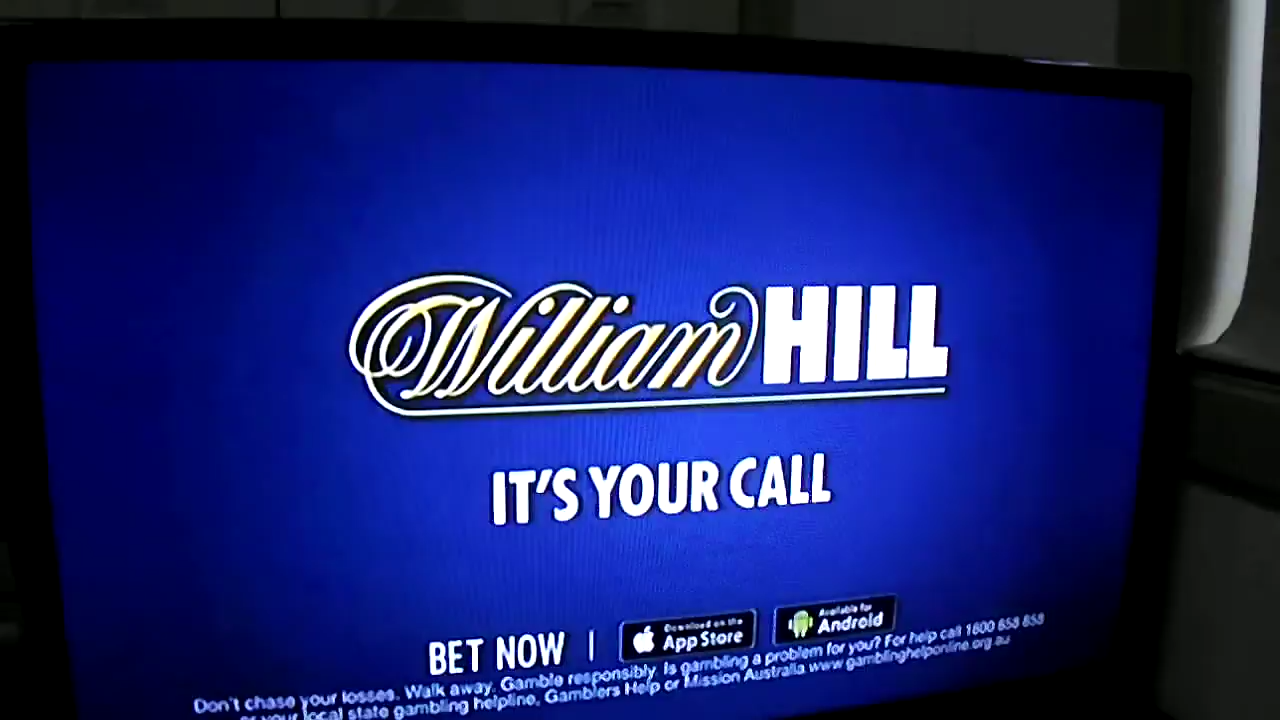 William HILL
IT'S YOUR CALL
BET NOW | Download on the App Store Available for Android
Don't chase your losses. Walk away. Gamble responsibly. Is gambling a problem for you? For help call 1800 858 858
or your local state gambling helpline, Gamblers Help or Mission Australia www.gamblinghelponline.org.au